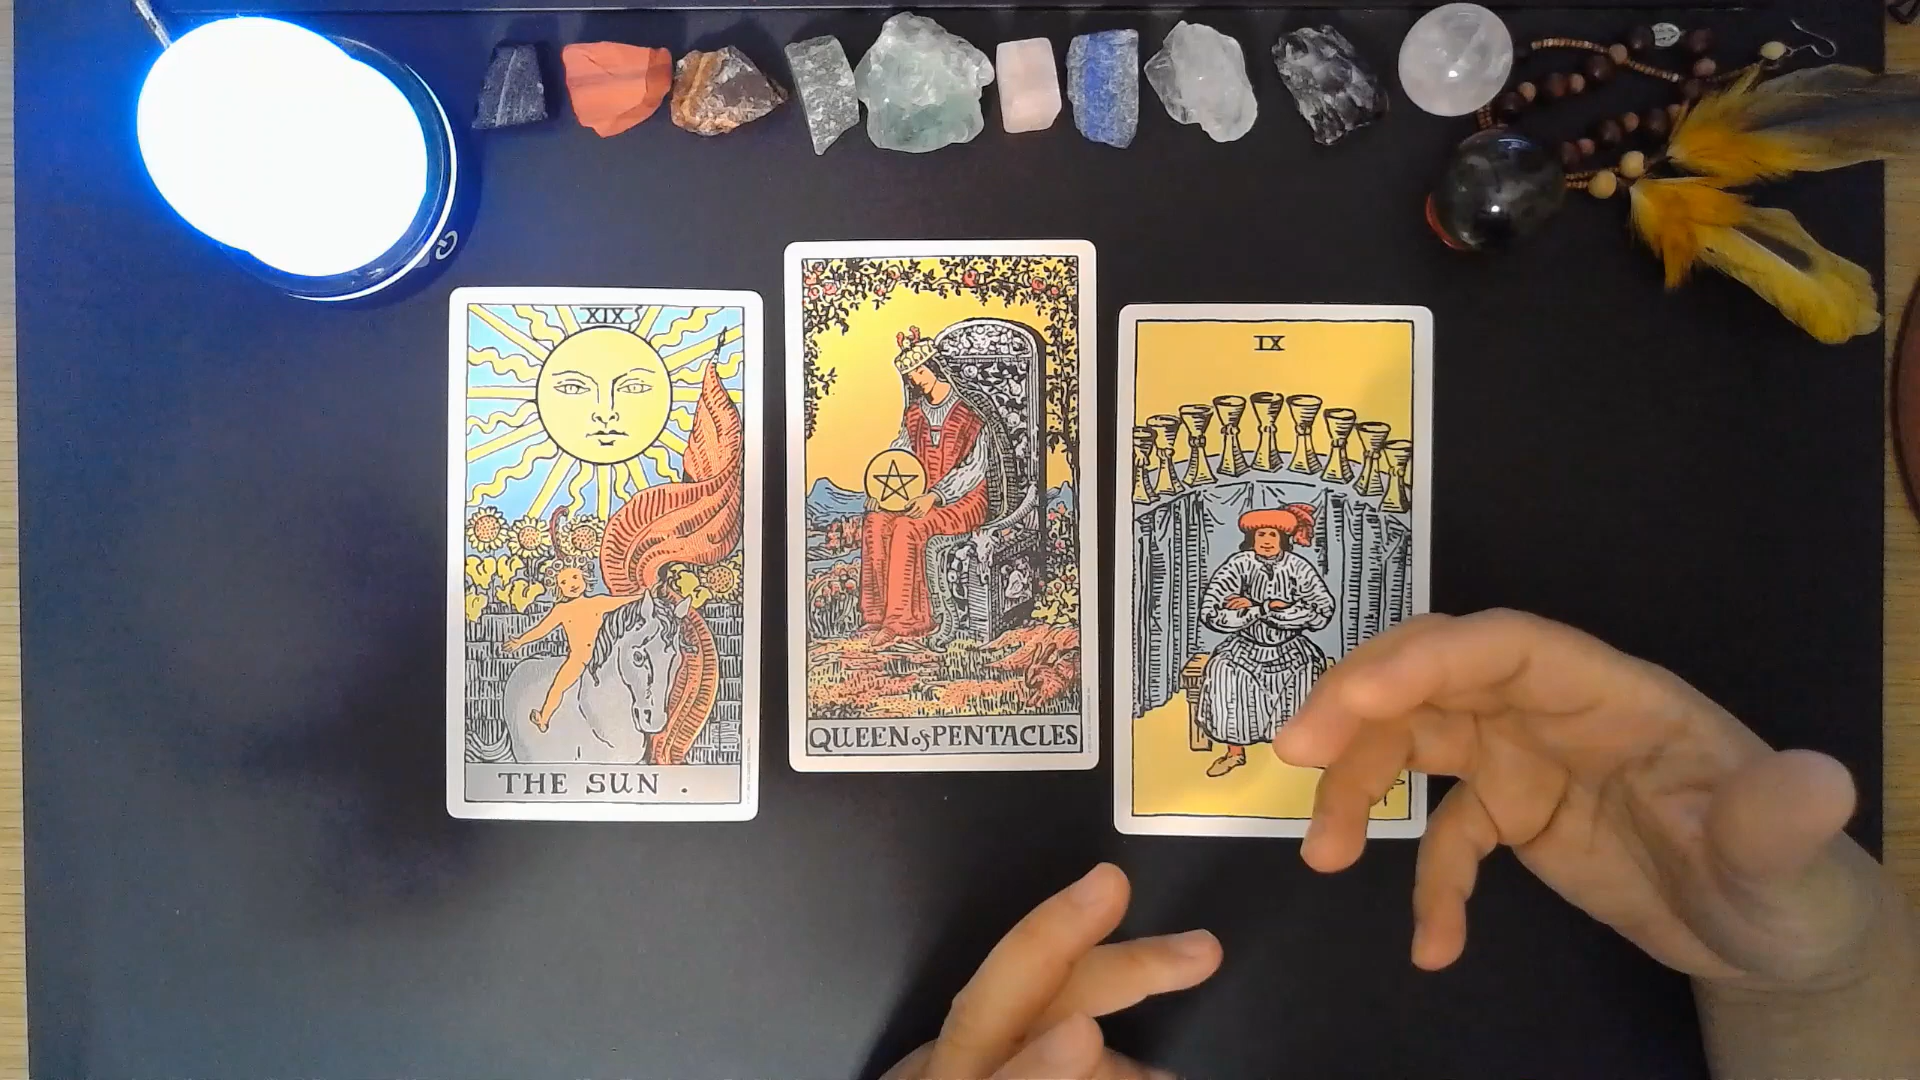 XIX
THE SUN .
QUEEN of PENTACLES
IX